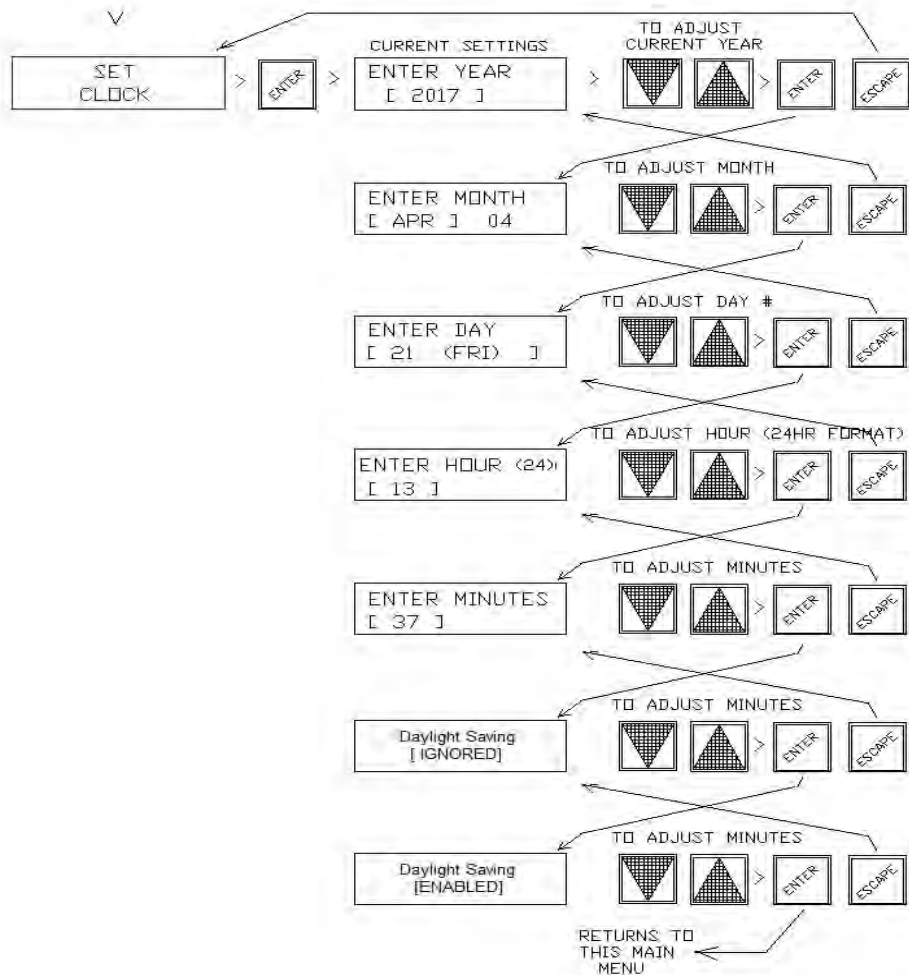 TO ADJUST
CURRENT SETTINGS CURRENT YEAR
SET
CLOCK
> ENTER >
ENTER YEAR
[ 2017 ]
> > ENTER ESCAPE
TO ADJUST MONTH
ENTER MONTH
[ APR ] 04
> ENTER ESCAPE
TO ADJUST DAY #
ENTER DAY
[ 21 (FRI) ]
> ENTER ESCAPE
TO ADJUST HOUR (24HR FORMAT)
ENTER HOUR (24)
[ 13 ]
> ENTER ESCAPE
TO ADJUST MINUTES
ENTER MINUTES
[ 37 ]
> ENTER ESCAPE
TO ADJUST MINUTES
Daylight Saving
[ IGNORED]
> ENTER ESCAPE
TO ADJUST MINUTES
Daylight Saving
[ENABLED]
> ENTER ESCAPE
RETURNS TO
THIS MAIN
MENU